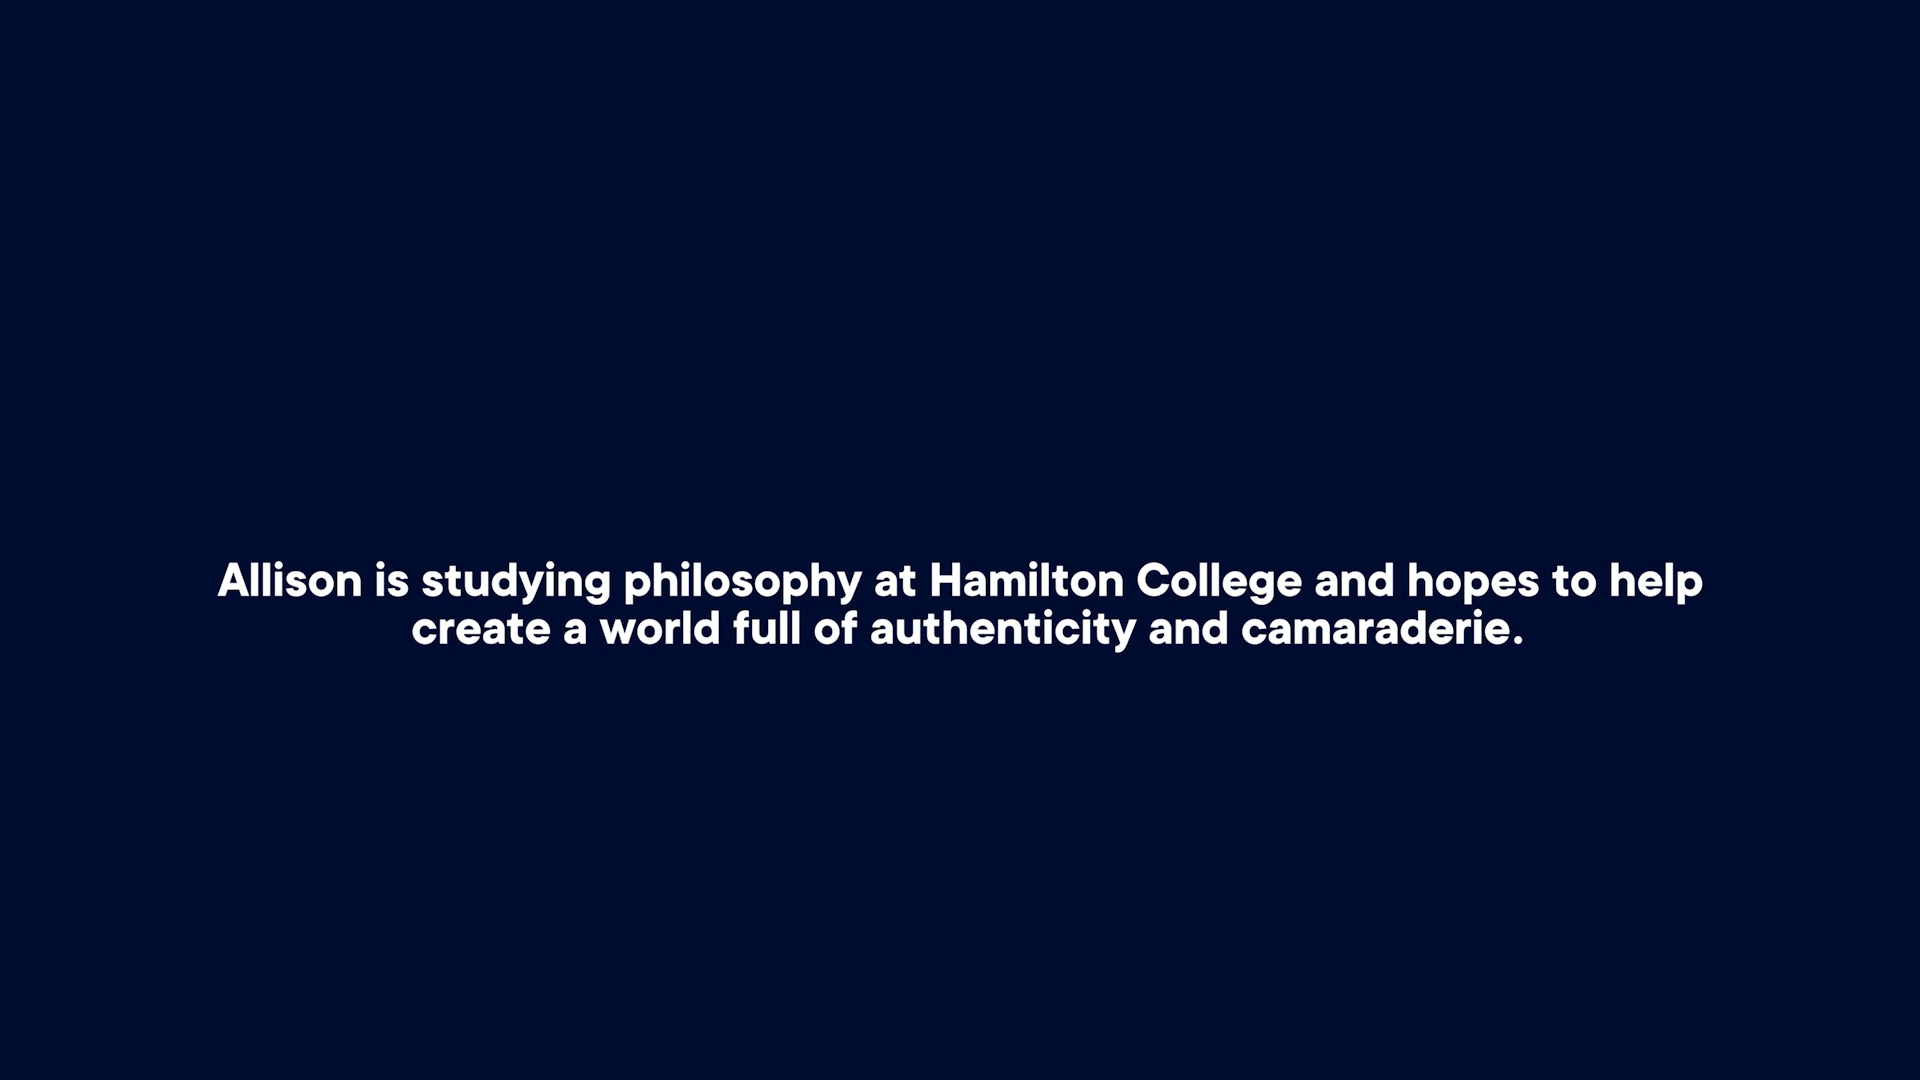 Allison is studying philosophy at Hamilton College and hopes to help
create a world full of authenticity and camaraderie.